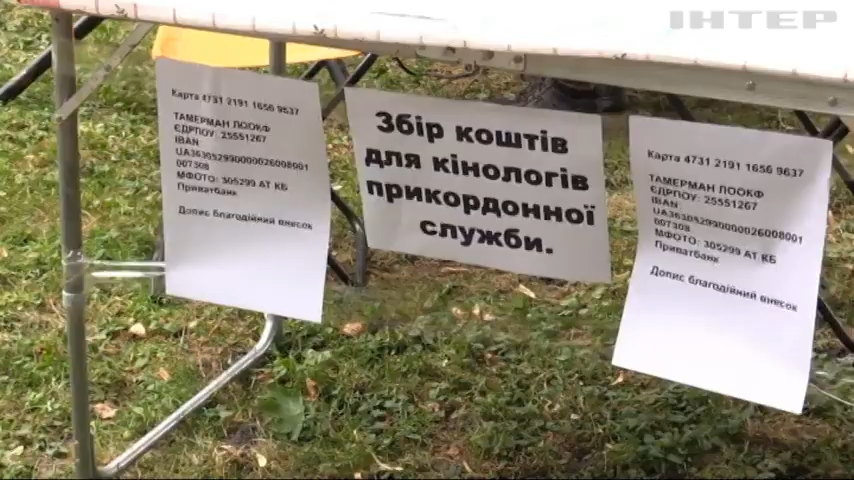 ІНТЕР
Карта 4731 2191 1656 9637
ТАМЕРМАН ЛООКФ
ЄДРПОУ: 25551267
IBAN:
UA363052990000026008001
007308
МФОТО: 305299 АТ КБ
Приватбанк
Допис благодійний внесок
Збір коштів
для кінологів
прикордонної
служби.
Карта 4731 2191 1656 9637
ТАМЕРМАН ЛООКФ
ЄДРПОУ: 25551267
IBAN:
UA363052990000026008001
007308
МФОТО: 305299 АТ КБ
Приватбанк
Допис благодійний внесок